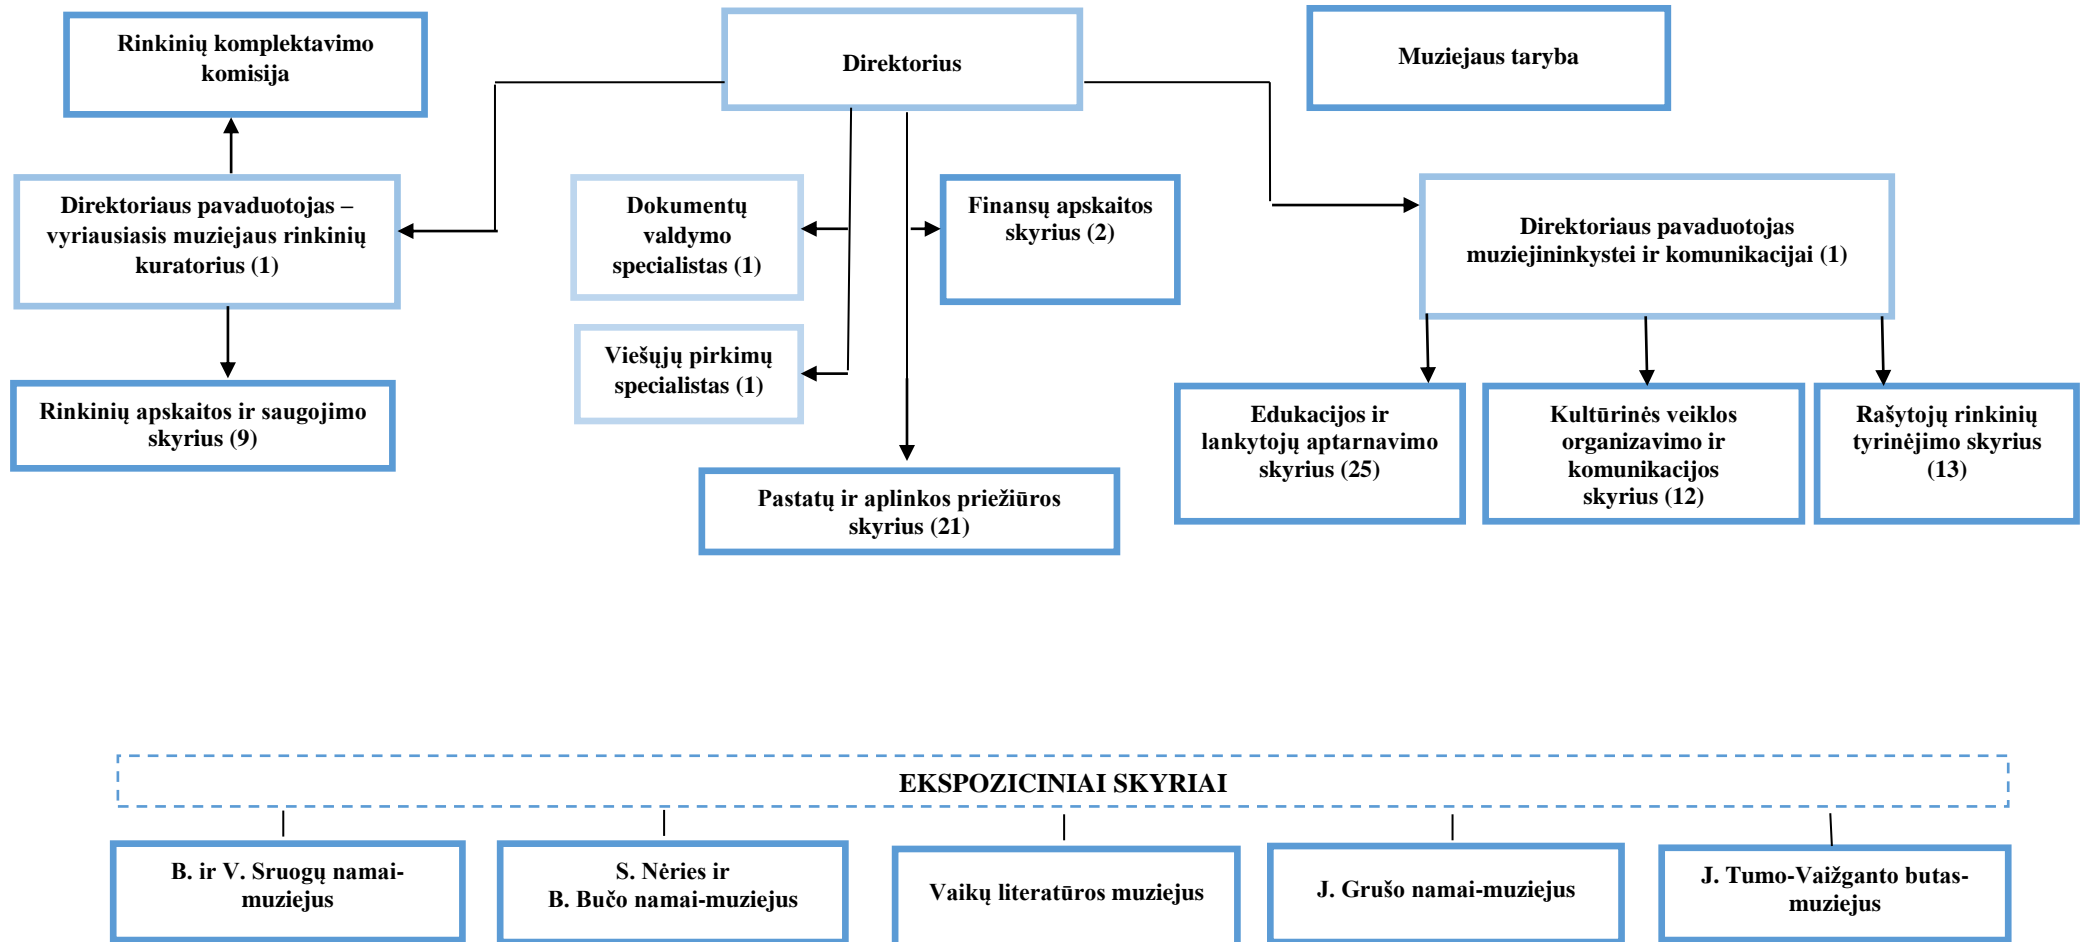 Rinkinių komplektavimo
komisija
Direktorius
Muziejaus taryba
Direktoriaus pavaduotojas –
vyriausiasis muziejaus rinkinių
kuratorius (1)
Dokumentų
valdymo
specialistas (1)
Finansų apskaitos
skyrius (2)
Direktoriaus pavaduotojas
muziejininkystei ir komunikacijai (1)
Viešųjų pirkimų
specialistas (1)
Rinkinių apskaitos ir saugojimo
skyrius (9)
Pastatų ir aplinkos priežiūros
skyrius (21)
Edukacijos ir
lankytojų aptarnavimo
skyrius (25)
Kultūrinės veiklos
organizavimo ir
komunikacijos
skyrius (12)
Rašytojų rinkinių
tyrinėjimo skyrius
(13)
EKSPOZICINIAI SKYRIAI
B. ir V. Sruogų namai-
muziejus
S. Nėries ir
B. Bučo namai-muziejus
Vaikų literatūros muziejus
J. Grušo namai-muziejus
J. Tumo-Vaižganto butas-
muziejus